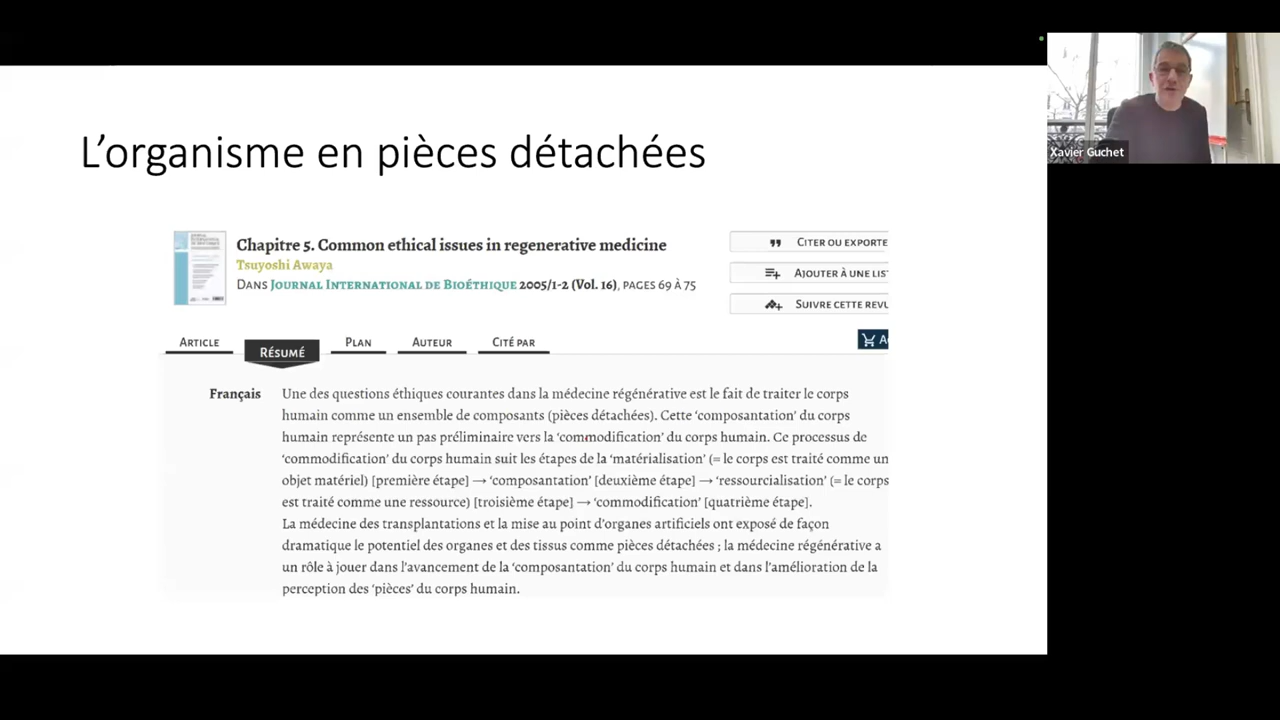 L'organisme en pièces détachées
Chapitre 5. Common ethical issues in regenerative medicine
Tsuyoshi Awaya
Dans Journal International de Bioéthique 2005/1-2 (Vol. 16), pages 69 à 75
Citer ou exporte
Ajouter à une lis
Suivre cette revu
Article
Résumé
Plan
Auteur
Cité par
A
Français
Une des questions éthiques courantes dans la médecine régénérative est le fait de traiter le corps
humain comme un ensemble de composants (pièces détachées). Cette 'composantation' du corps
humain représente un pas préliminaire vers la 'commodification' du corps humain. Ce processus de
'commodification' du corps humain suit les étapes de la 'matérialisation' (= le corps est traité comme un
objet matériel) [première étape] → 'composantation' [deuxième étape] → 'ressourcialisation' (= le corps
est traité comme une ressource) [troisième étape] → 'commodification' [quatrième étape].
La médecine des transplantations et la mise au point d'organes artificiels ont exposé de façon
dramatique le potentiel des organes et des tissus comme pièces détachées ; la médecine régénérative a
un rôle à jouer dans l'avancement de la 'composantation' du corps humain et dans l'amélioration de la
perception des 'pièces' du corps humain.
Xavier Guchet